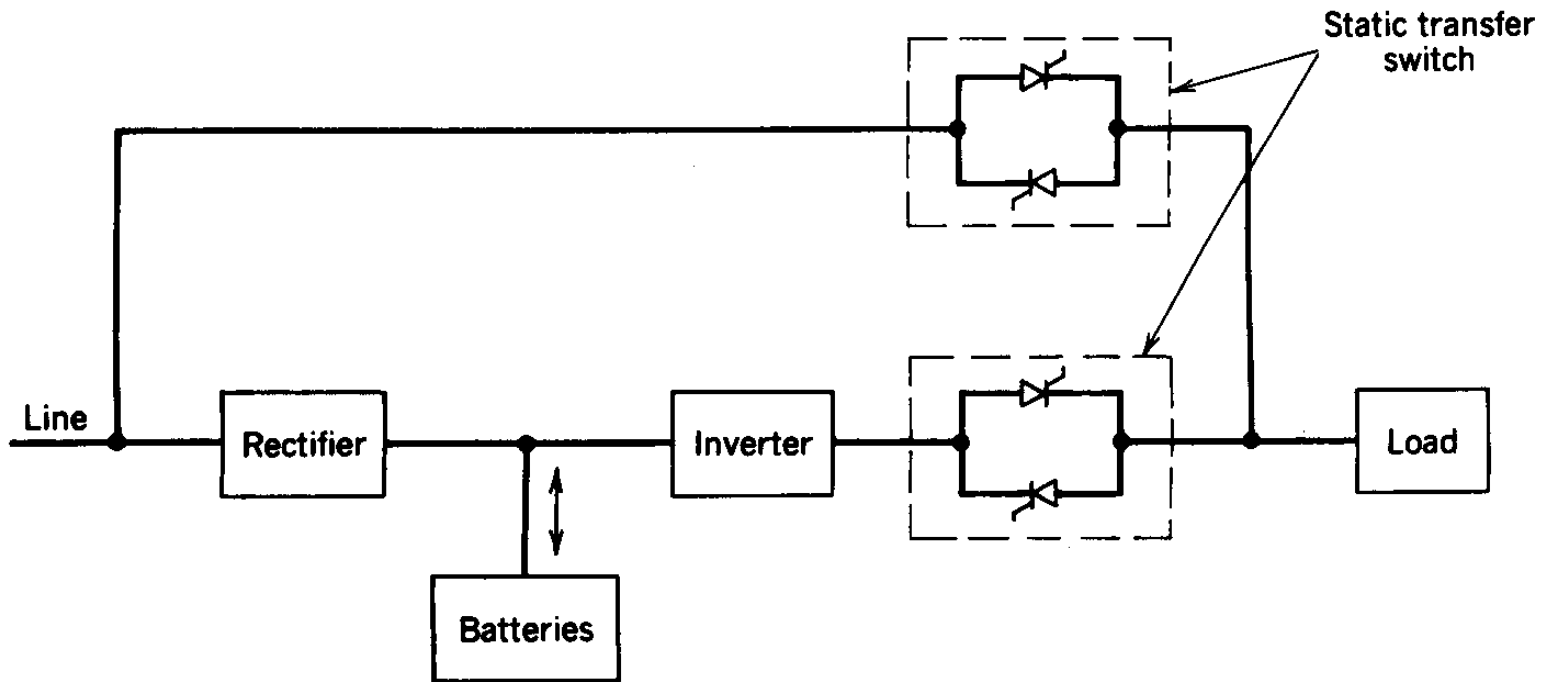 Static transfer
switch
Line
Rectifier
Inverter
Load
Batteries